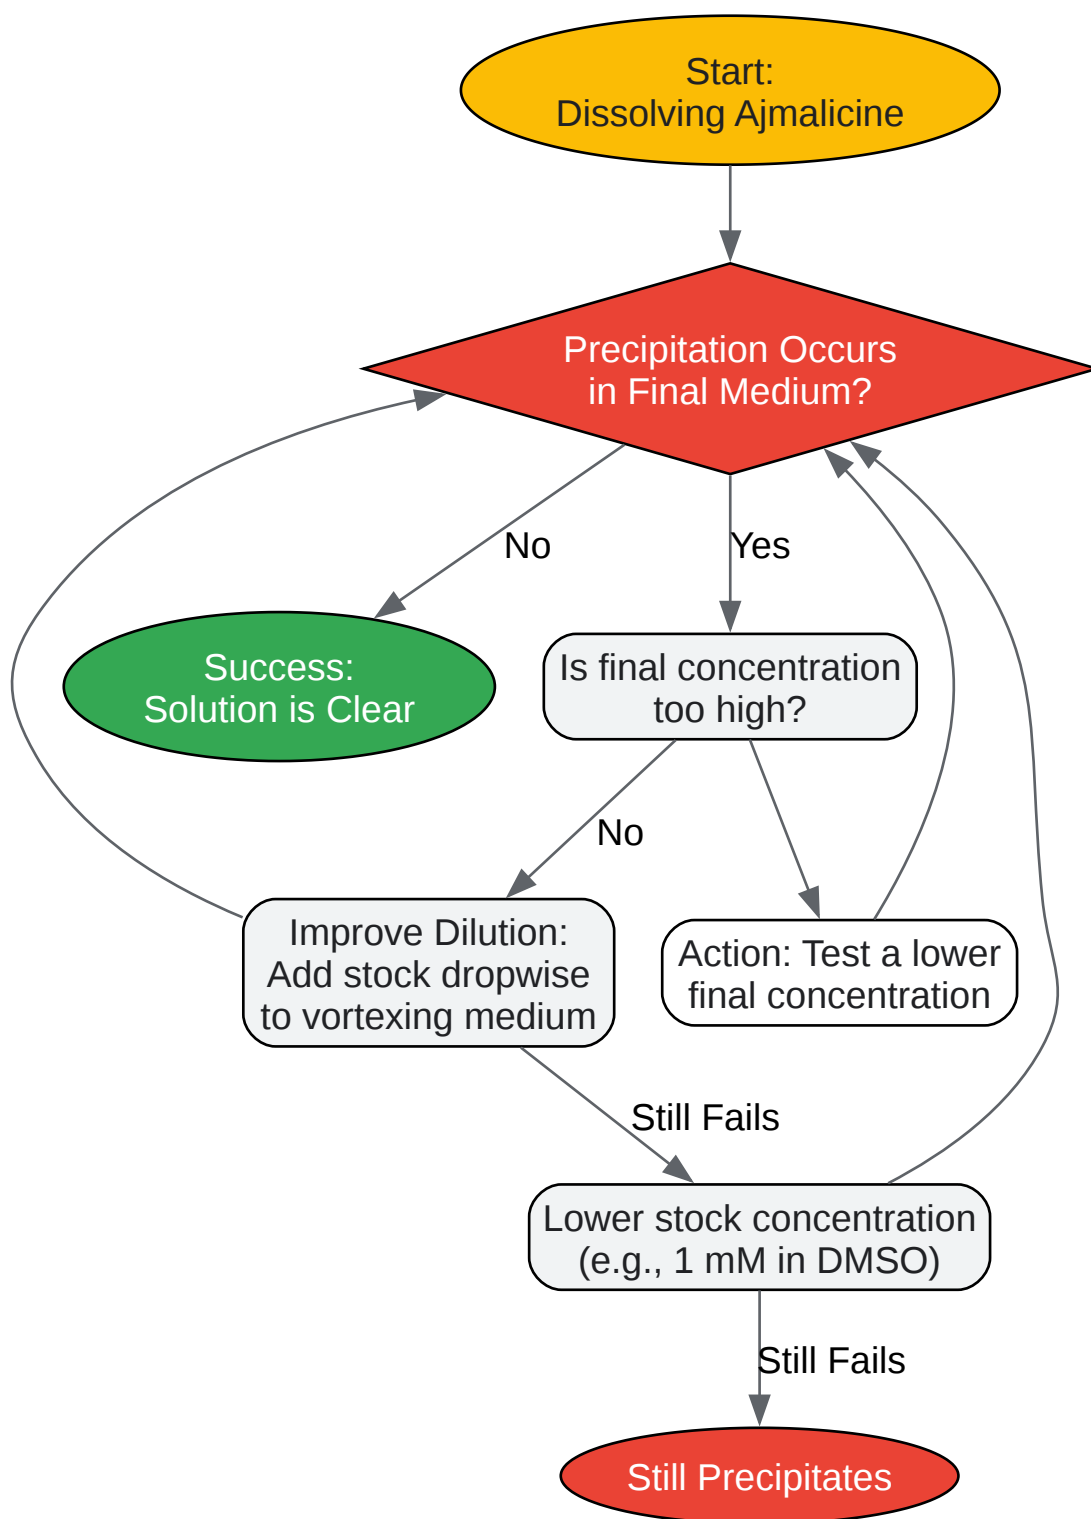 Start:
Dissolving Ajmalicine
Precipitation Occurs
in Final Medium?
No
Yes
Success:
Solution is Clear
Is final concentration
too high?
No
Improve Dilution:
Add stock dropwise
to vortexing medium
Action: Test a lower
final concentration
Still Fails
Lower stock concentration
(e.g., 1 mM in DMSO)
Still Fails
Still Precipitates